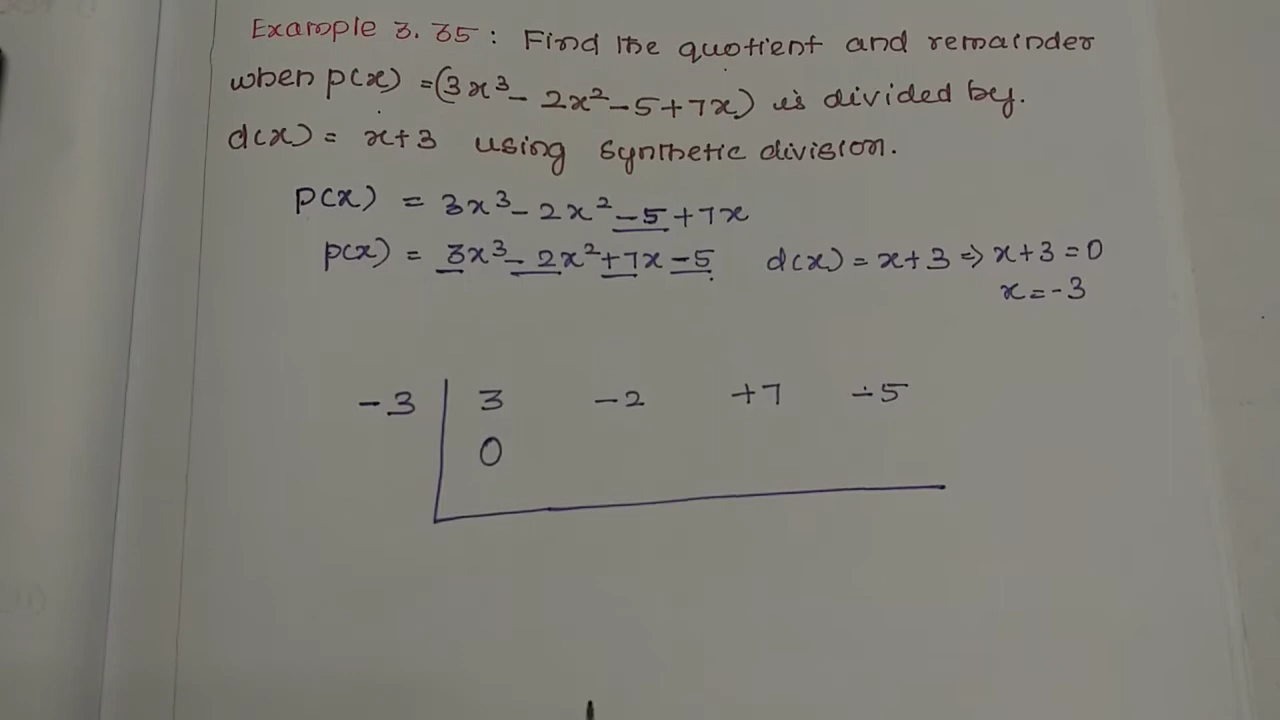 Example 3.35: Find the quotient and remainder
when p(x) = (3x³ - 2x² - 5 + 7x) is divided by.
d(x) = x+3 using synthetic division.
p(x) = 3x³ - 2x² - 5 + 7x
p(x) = 3x³ - 2x² + 7x - 5 d(x) = x + 3 ⇒ x + 3 = 0
x = -3
-3 | 3 -2 +7 -5
0